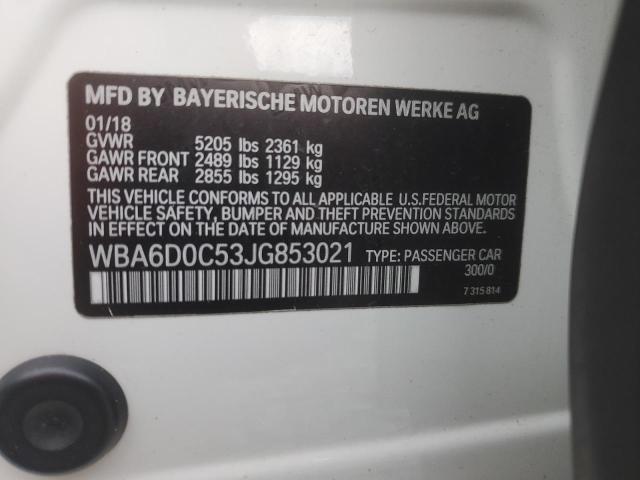 MFD BY BAYERISCHE MOTOREN WERKE AG
01/18
GVWR 5205 lbs 2361 kg
GAWR FRONT 2489 lbs 1129 kg
GAWR REAR 2855 lbs 1295 kg
THIS VEHICLE CONFORMS TO ALL APPLICABLE U.S.FEDERAL MOTOR
VEHICLE SAFETY, BUMPER AND THEFT PREVENTION STANDARDS
IN EFFECT ON THE DATE OF MANUFACTURE SHOWN ABOVE.
WBA6D0C53JG853021 TYPE: PASSENGER CAR
300/0
7 315 814